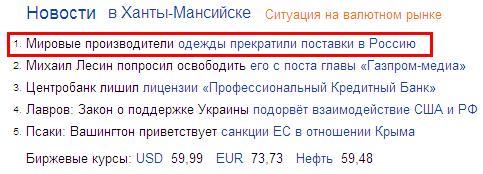 Новости в Ханты-Мансийске Ситуация на валютном рынке
1. Мировые производители одежды прекратили поставки в Россию
2. Михаил Лесин попросил освободить его с поста главы «Газпром-медиа»
3. Центробанк лишил лицензии «Профессиональный Кредитный Банк»
4. Лавров: Закон о поддержке Украины подорвёт взаимодействие США и РФ
5. Псаки: Вашингтон приветствует санкции ЕС в отношении Крыма
Биржевые курсы: USD 59,99 EUR 73,73 Нефть 59,48